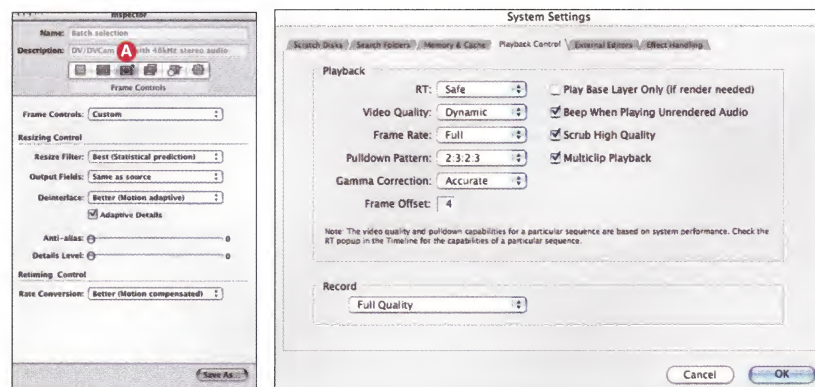 Inspector
Name: Batch selection
Description: DV/DVCam with 48kHz stereo audio
A
Frame Controls
Frame Controls: Custom
Resizing Control
Resize Filter: Best (Statistical prediction)
Output Fields: Same as source
Deinterlace: Better (Motion adaptive)
Adaptive Details
Anti-alias: 0
Details Level: 0
Retiming Control
Rate Conversion: Better (Motion compensated)
Save As...
System Settings
Scratch Disks Search Folders Memory & Cache Playback Control External Editors Effect Handling
Playback
RT: Safe Play Base Layer Only (if render needed)
Video Quality: Dynamic Beep When Playing Unrendered Audio
Frame Rate: Full Scrub High Quality
Pulldown Pattern: 2:3:2:3 Multiclip Playback
Gamma Correction: Accurate
Frame Offset: 4
Note: The video quality and pulldown capabilities for a particular sequence are based on system performance. Check the
RT popup in the Timeline for the capabilities of a particular sequence.
Record
Full Quality
Cancel OK